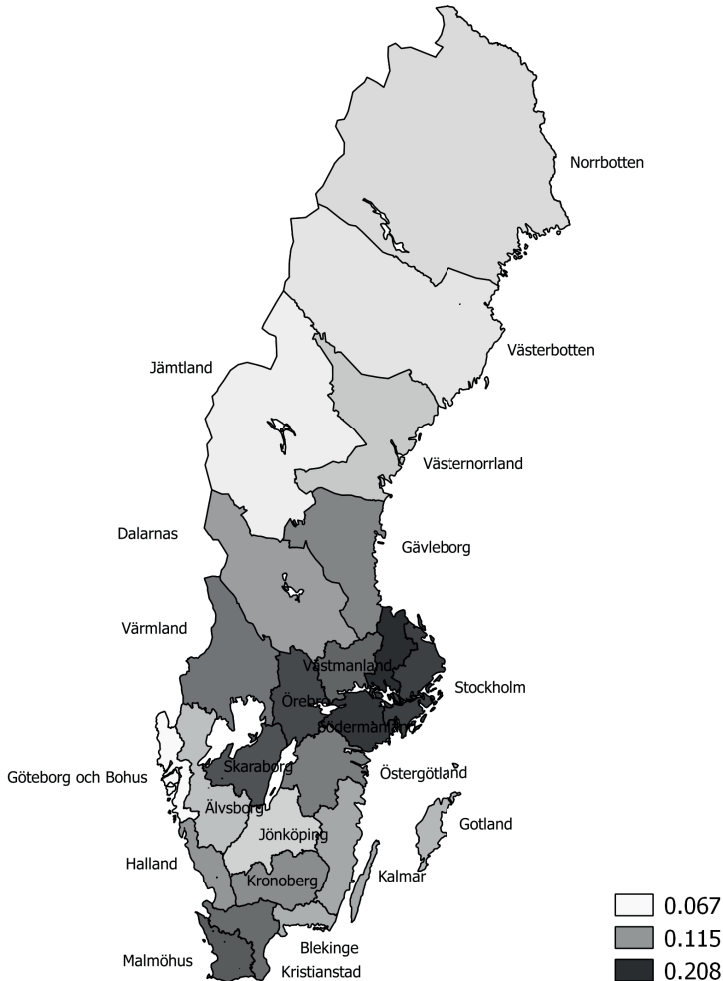 Norrbotten
Västerbotten
Jämtland
Västernorrland
Dalarnas
Gävleborg
Värmland
Västmanland
Stockholm
Örebro
Södermanland
Skaraborg
Göteborg och Bohus
Östergötland
Älvsborg
Gotland
Jönköping
Halland
Kalmar
Kronoberg
0.067
0.115
Blekinge
Malmöhus
Kristianstad
0.208